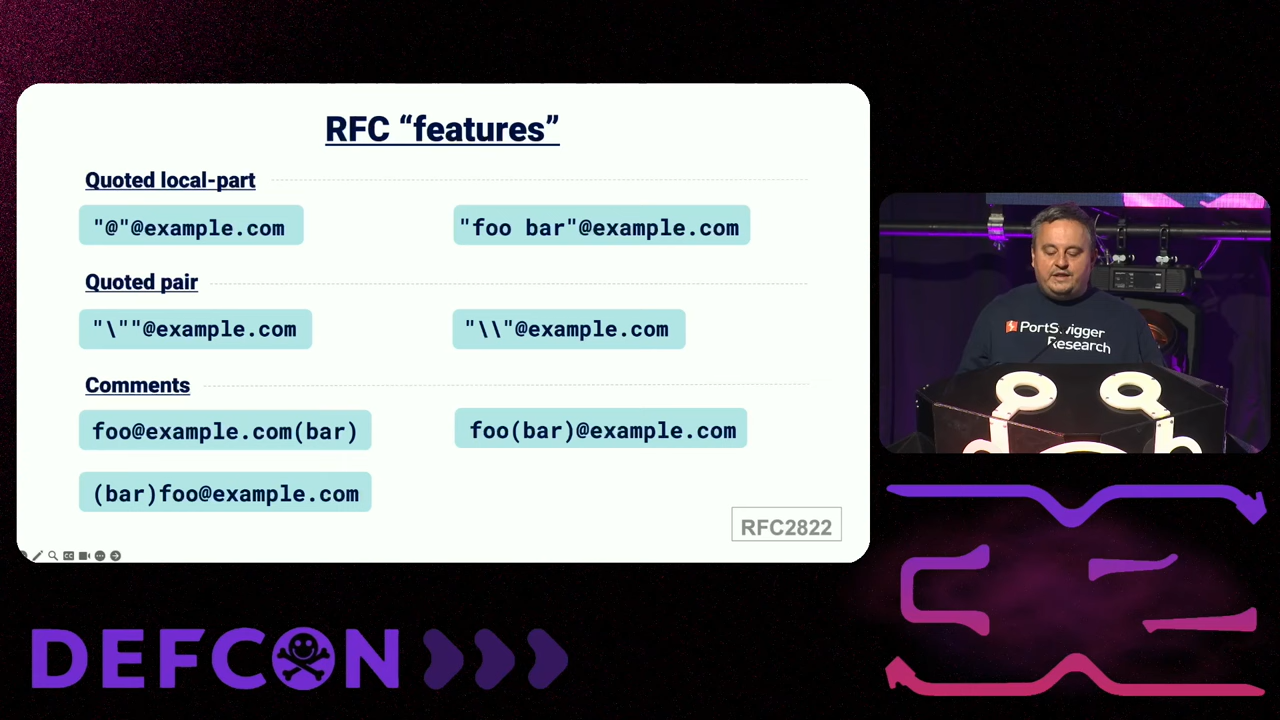 RFC “features”
Quoted local-part
"@"@example.com
"foo bar"@example.com
Quoted pair
"\""@example.com
"\\"@example.com
Comments
foo@example.com(bar)
foo(bar)@example.com
(bar)foo@example.com
RFC2822
PortSwigger
Research
DEFCON